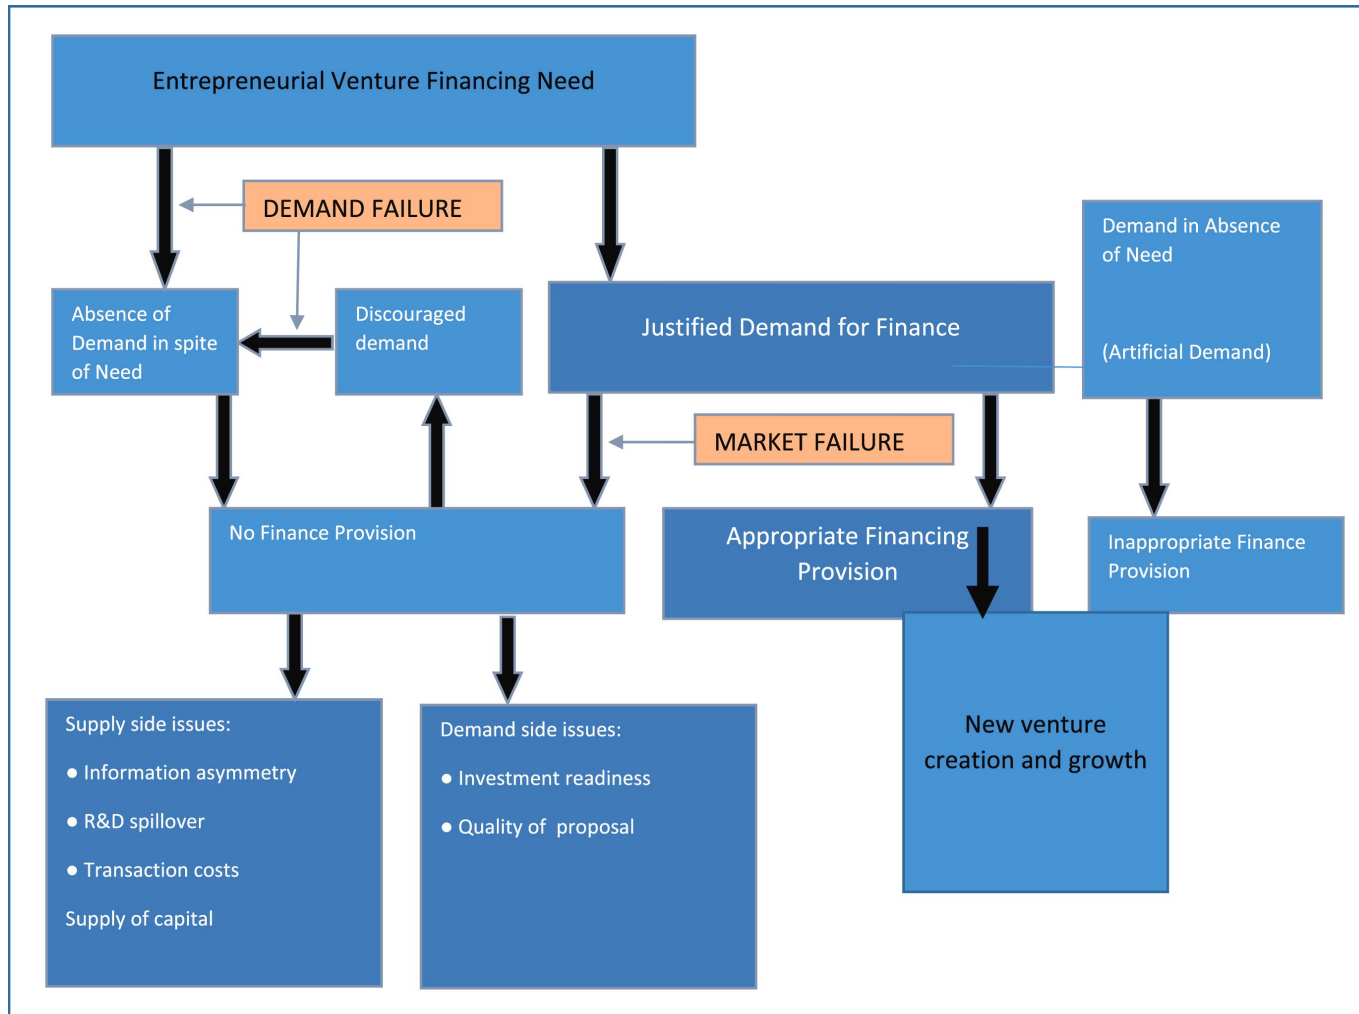 Entrepreneurial Venture Financing Need
DEMAND FAILURE
Demand in Absence
of Need
(Artificial Demand)
Absence of
Demand in spite
of Need
Discouraged
demand
Justified Demand for Finance
MARKET FAILURE
No Finance Provision
Appropriate Financing
Provision
Inappropriate Finance
Provision
Supply side issues:
● Information asymmetry
● R&D spillover
● Transaction costs
Supply of capital
Demand side issues:
● Investment readiness
● Quality of  proposal
New venture
creation and growth